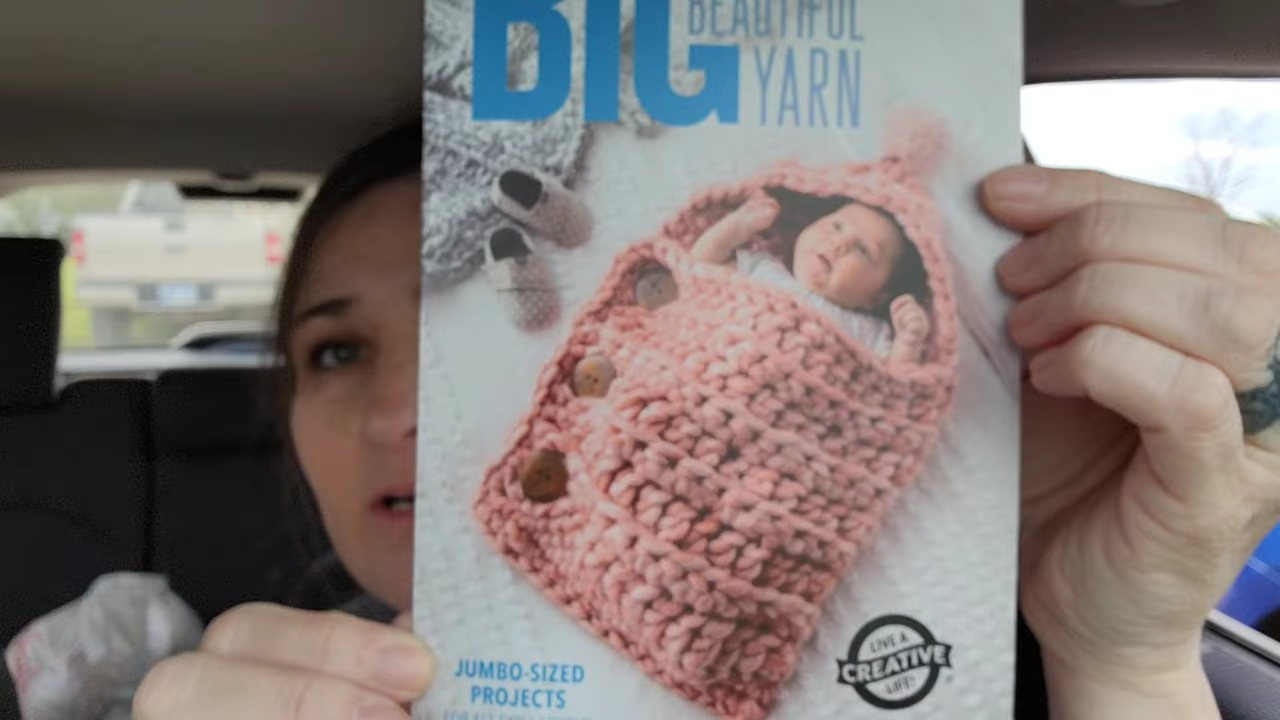 BIG
BEAUTIFUL
YARN
LIVE A
CREATIVE
LIFE!
JUMBO-SIZED
PROJECTS